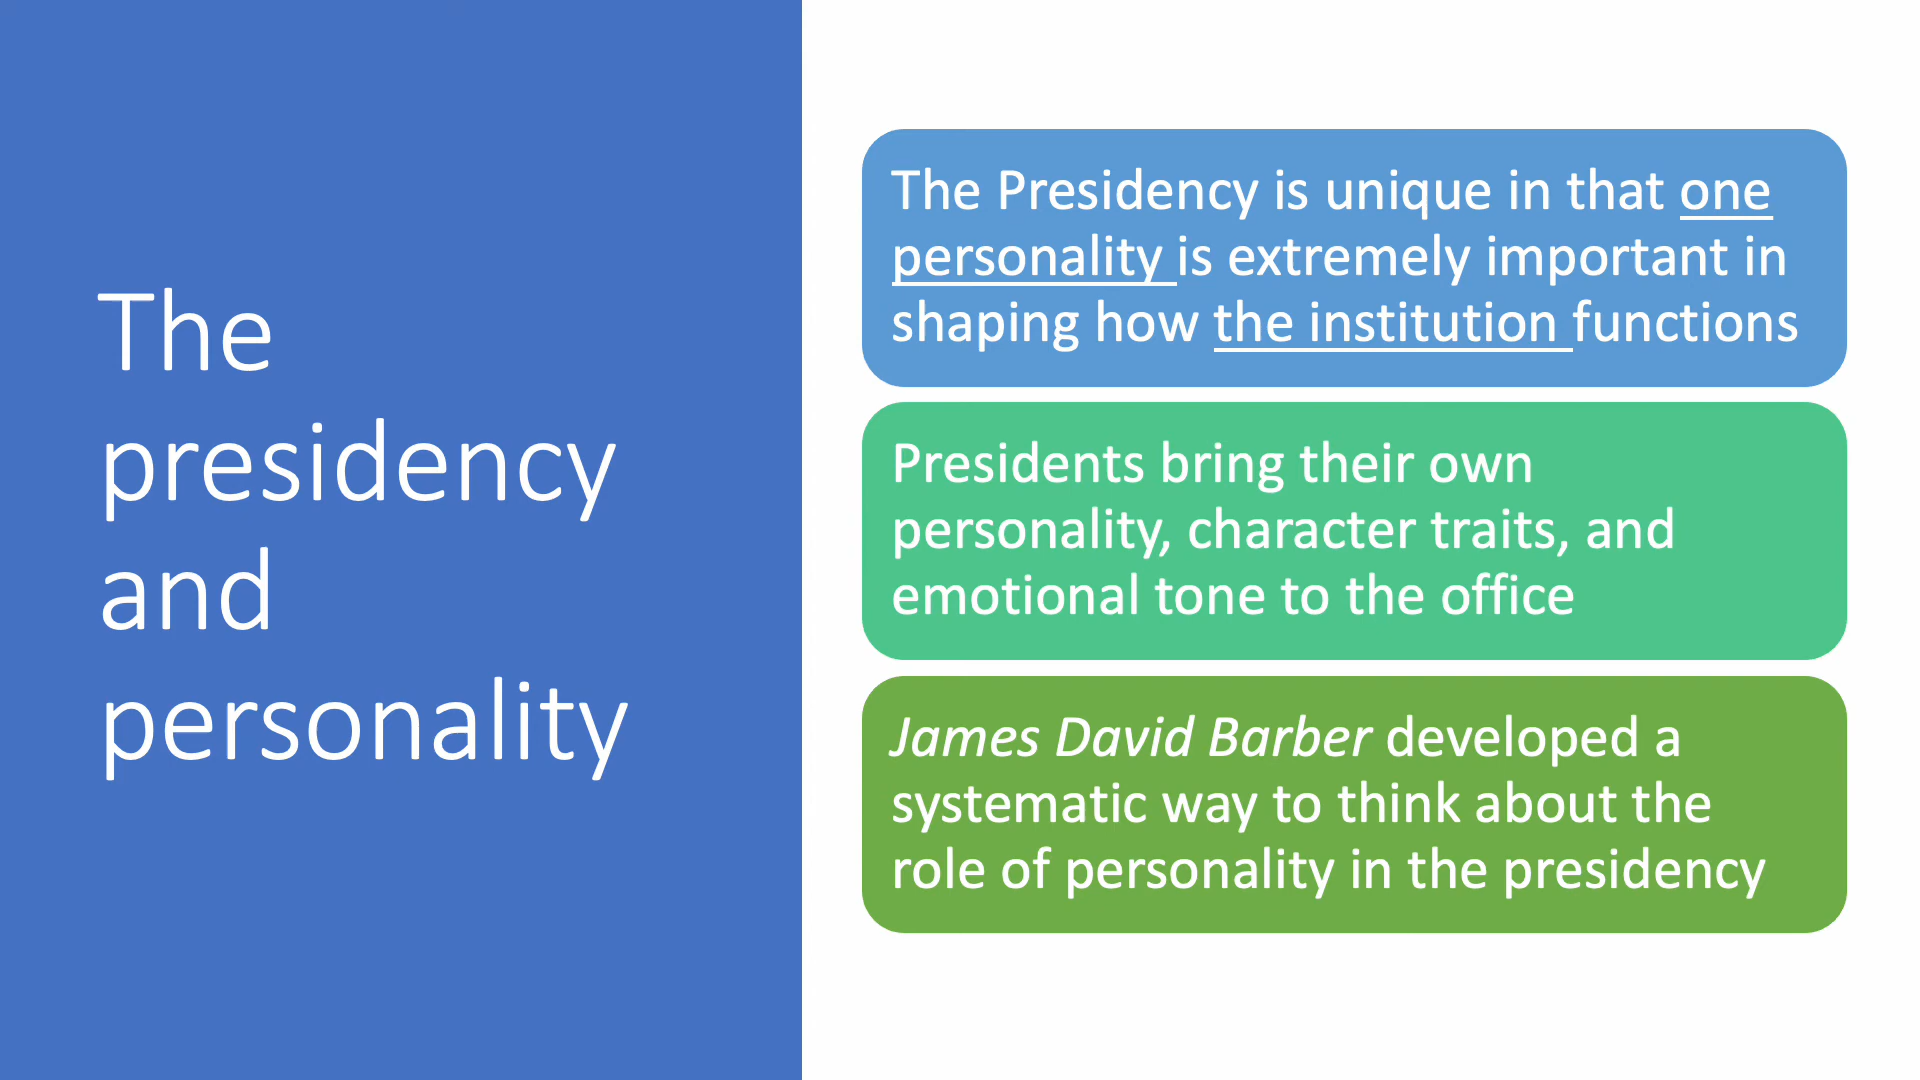 The
presidency
and
personality
The Presidency is unique in that one
personality is extremely important in
shaping how the institution functions
Presidents bring their own
personality, character traits, and
emotional tone to the office
James David Barber developed a
systematic way to think about the
role of personality in the presidency